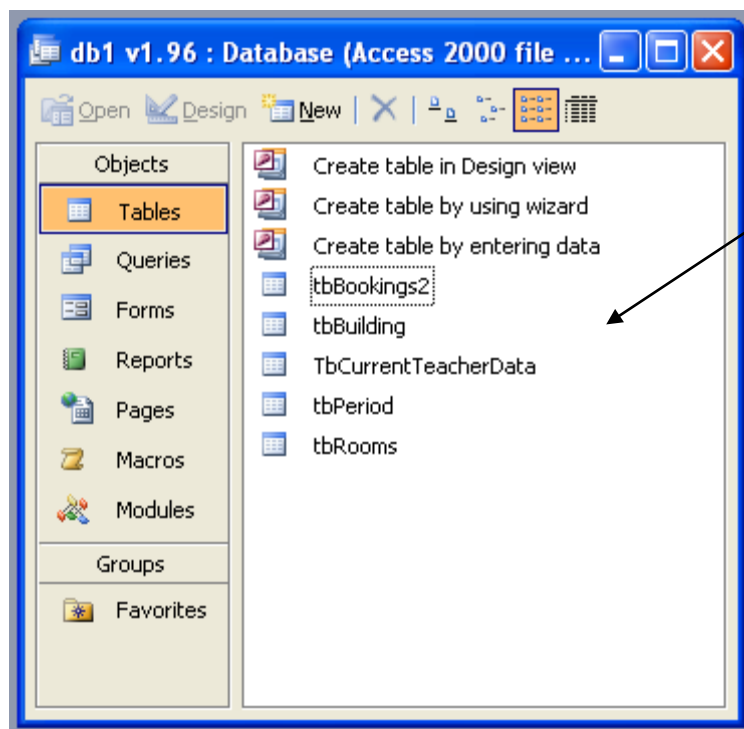 db1 v1.96 : Database (Access 2000 file ...
Open Design New
Objects
Tables
Queries
Forms
Reports
Pages
Macros
Modules
Groups
Favorites
Create table in Design view
Create table by using wizard
Create table by entering data
tbBookings2
tbBuilding
TbCurrentTeacherData
tbPeriod
tbRooms